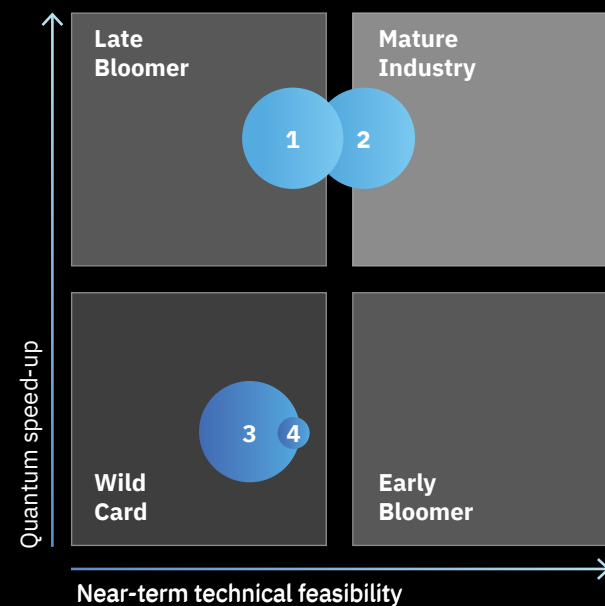 Late
Bloomer
Mature
Industry
1
2
3
4
Wild
Card
Early
Bloomer
Quantum speed-up
Near-term technical feasibility